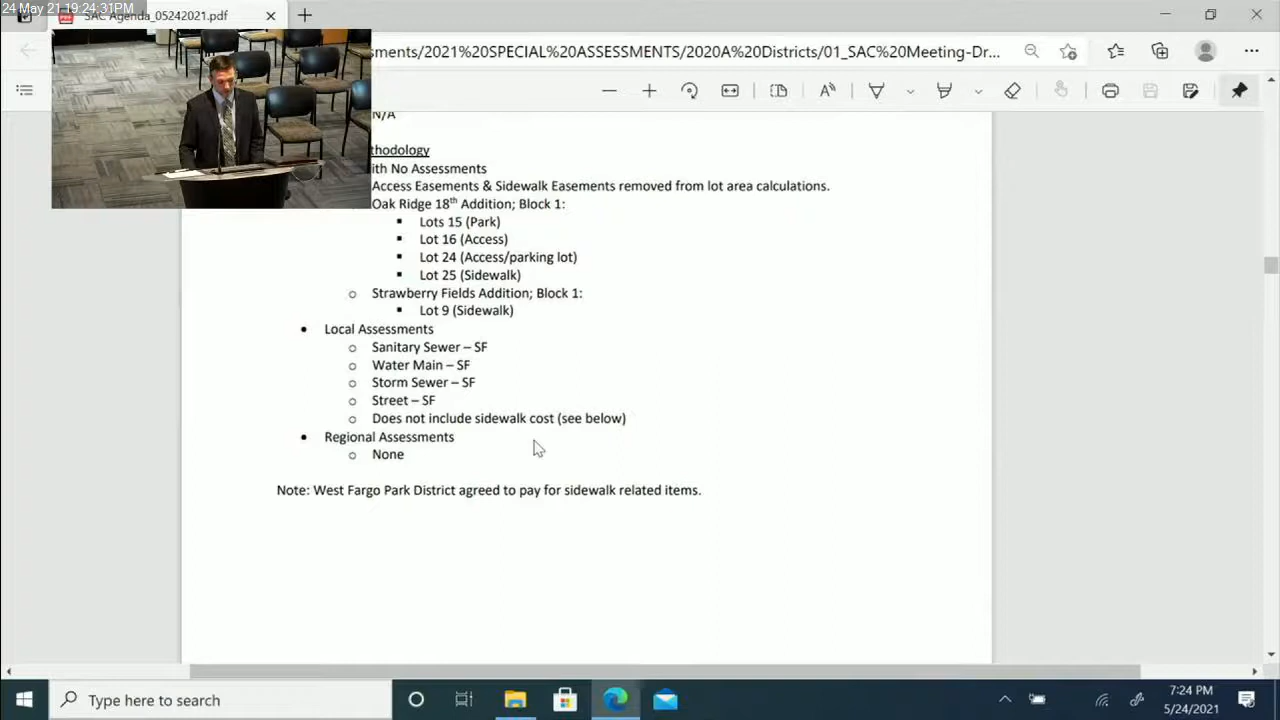 24 May 21 19:24:31PM
SAC Agenda_05242021.pdf
sments/2021%20SPECIAL%20ASSESSMENTS/2020A%20Districts/01_SAC%20Meeting-Dr...
N/A
thodology
ith No Assessments
Access Easements & Sidewalk Easements removed from lot area calculations.
Oak Ridge 18th Addition; Block 1:
▪ Lots 15 (Park)
▪ Lot 16 (Access)
▪ Lot 24 (Access/parking lot)
▪ Lot 25 (Sidewalk)
o Strawberry Fields Addition; Block 1:
▪ Lot 9 (Sidewalk)
• Local Assessments
o Sanitary Sewer – SF
o Water Main – SF
o Storm Sewer – SF
o Street – SF
o Does not include sidewalk cost (see below)
• Regional Assessments
o None
Note: West Fargo Park District agreed to pay for sidewalk related items.
Type here to search
7:24 PM
5/24/2021